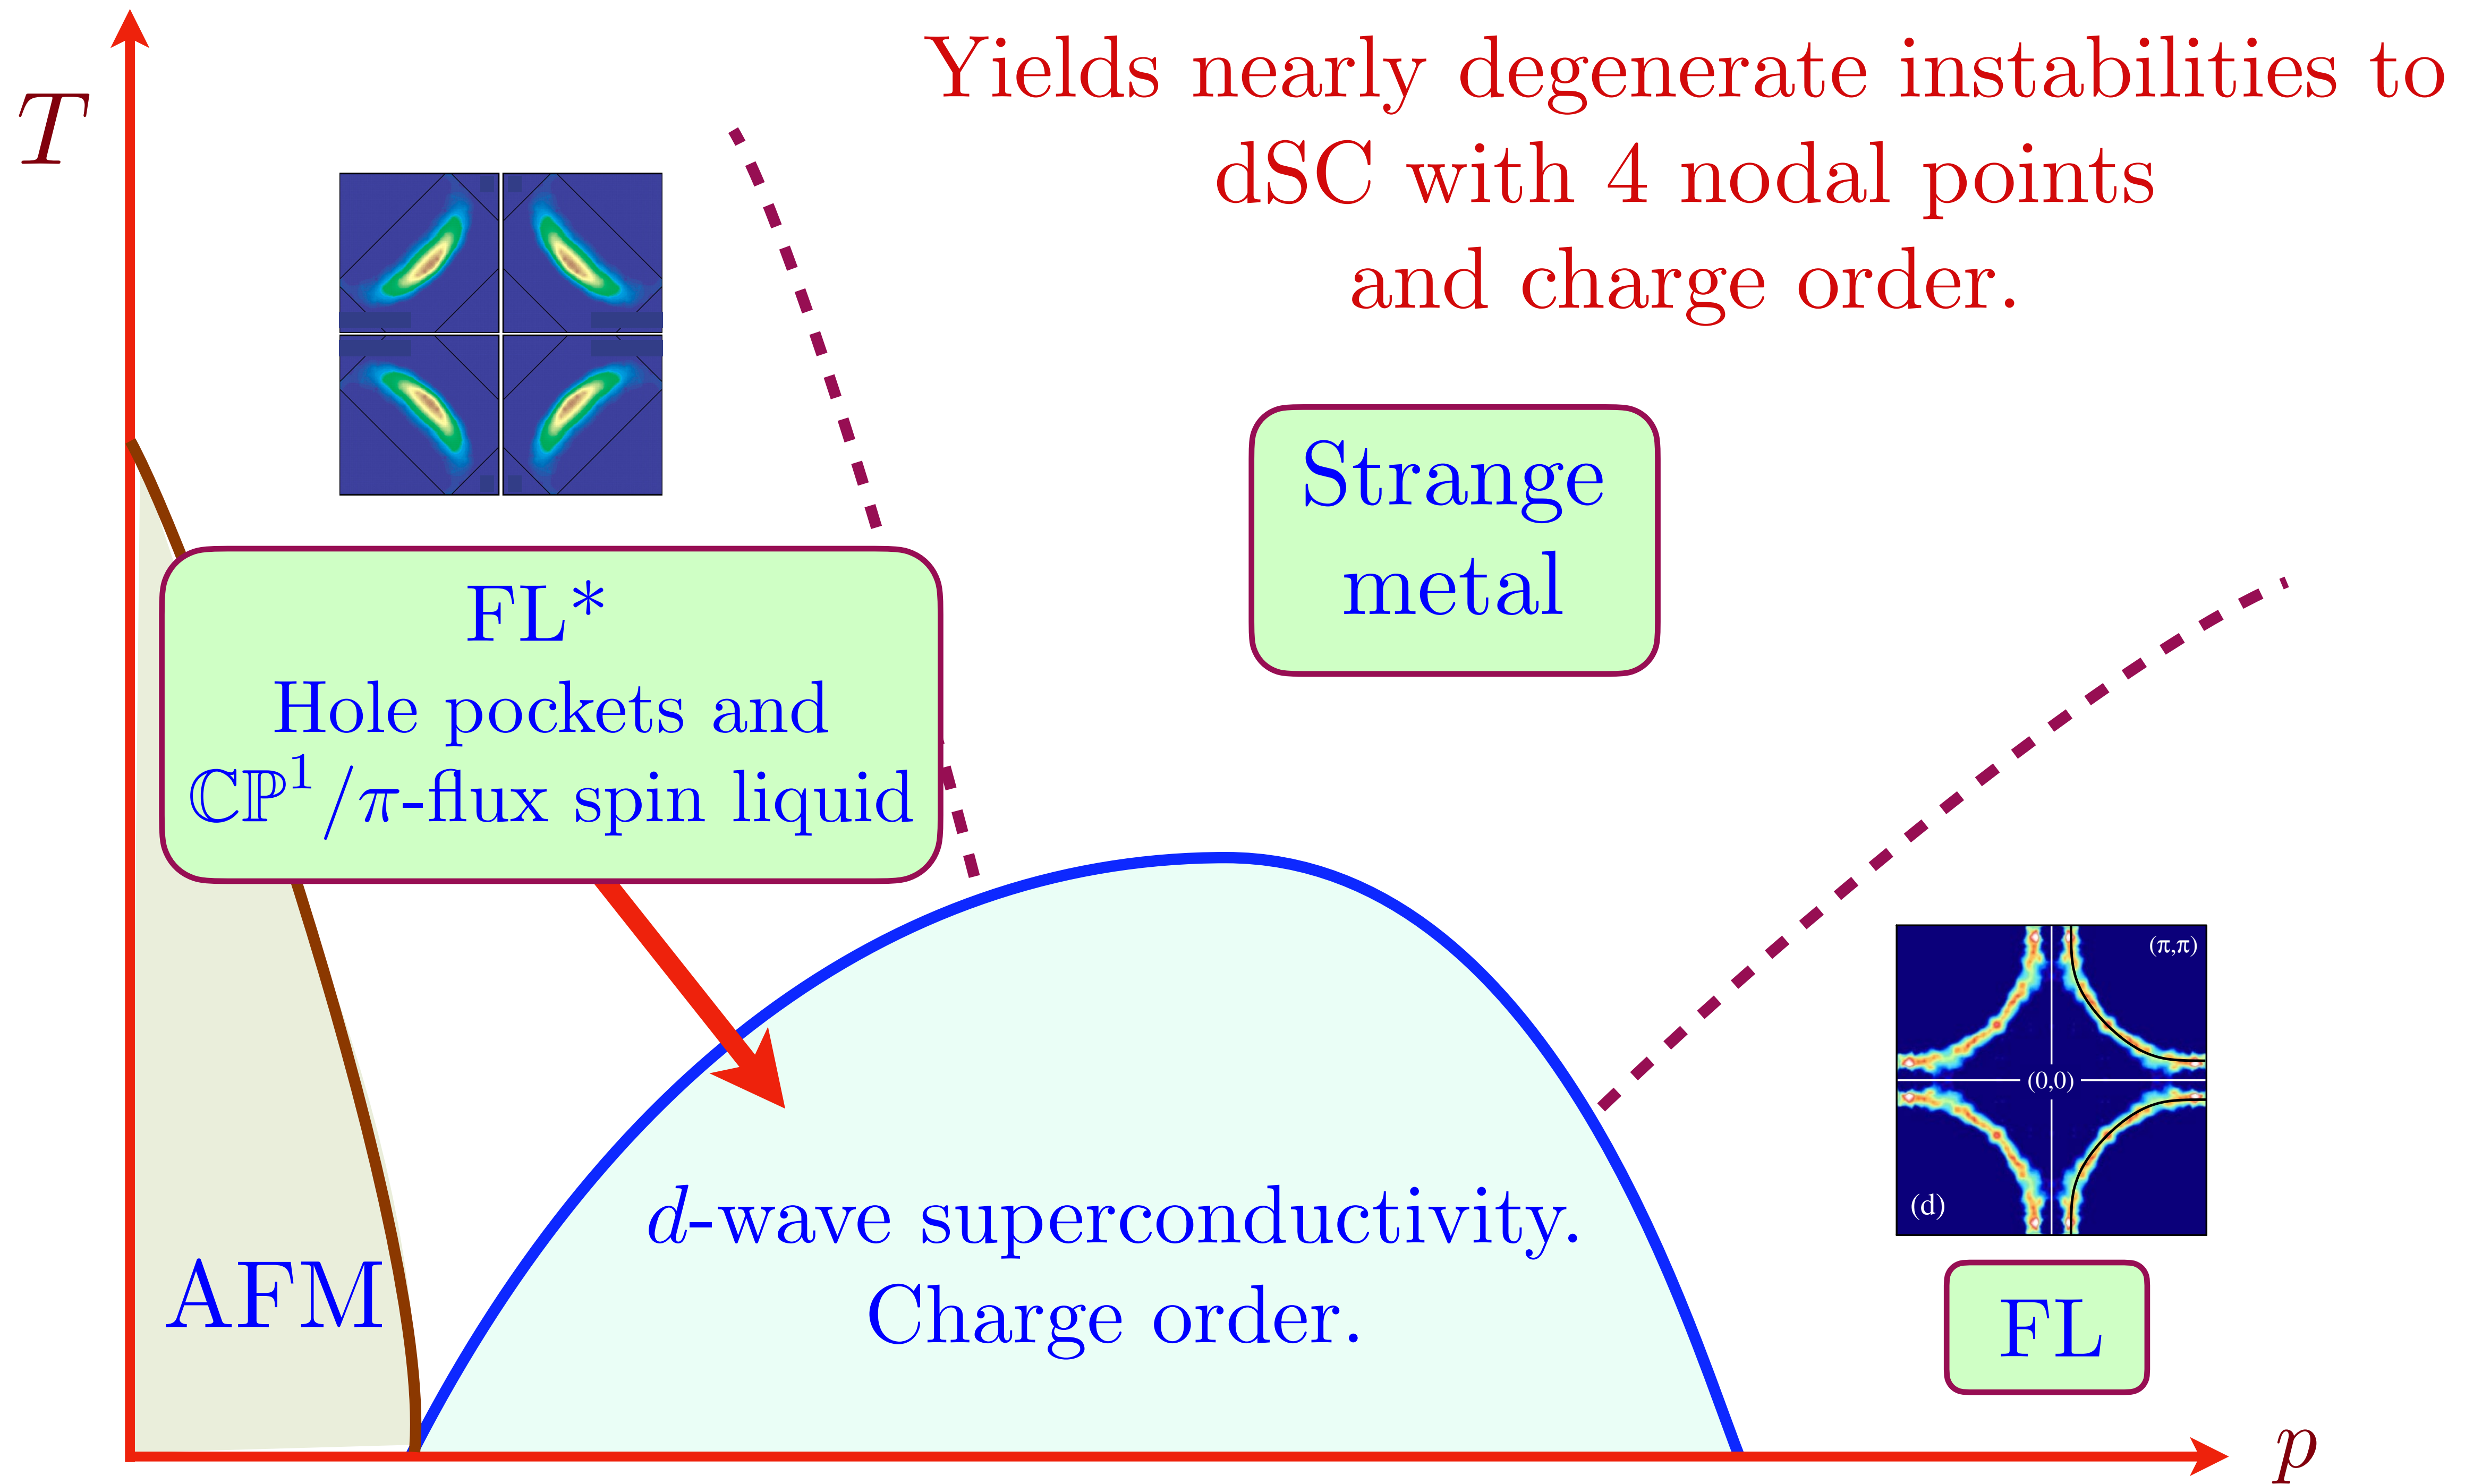 T
Yields nearly degenerate instabilities to
dSC with 4 nodal points
and charge order.
Strange
metal
FL*
Hole pockets and
ℂℙ¹/π-flux spin liquid
(π,π)
(0,0)
(d)
d-wave superconductivity.
Charge order.
AFM
FL
p